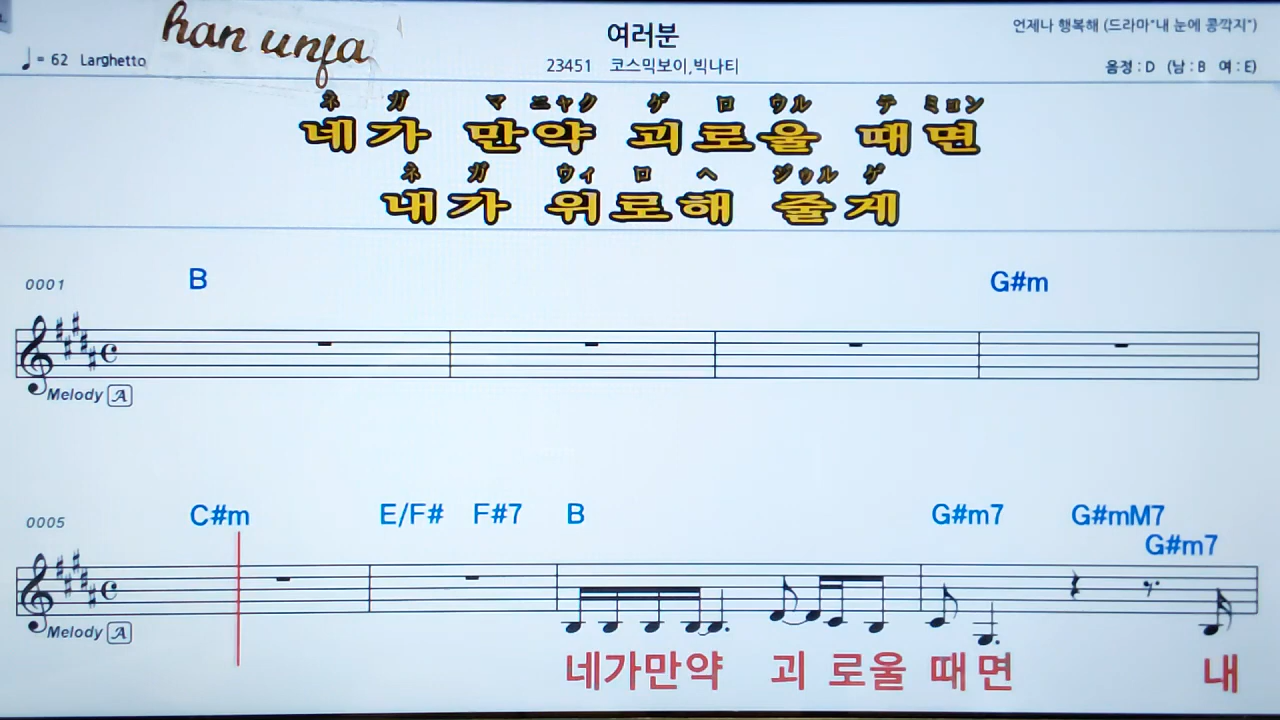 han unfa
여러분
언제나 행복해 (드라마"내 눈에 콩깍지")
♩= 62 Larghetto
23451 코스믹보이,빅나티
음정 : D (남 : B 여 : E)
ネ ガ マ ニャク ゲ ロ ウル テ ミョン
네가 만약 괴로울 때면
ネ ガ ウィ ロ ヘ ジゥル ゲ
내가 위로해 줄게
0001 B G#m
Melody A
0005 C#m E/F# F#7 B G#m7 G#mM7
G#m7
Melody A
네가만약 괴 로울 때면 내